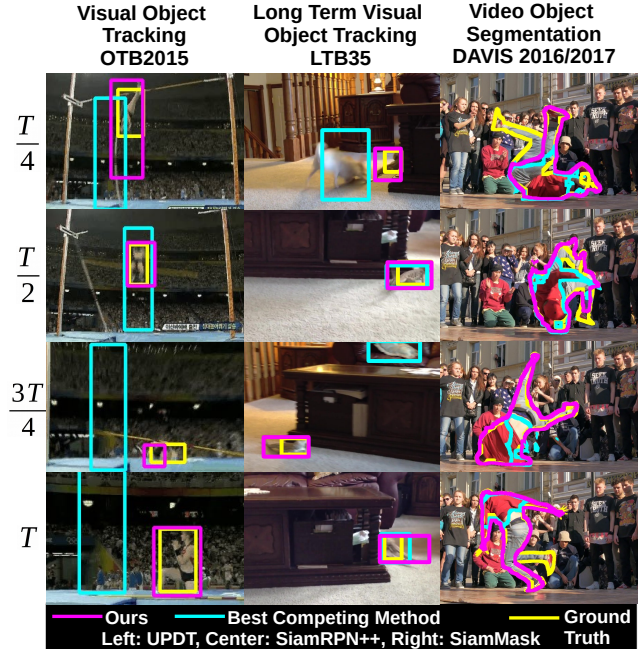 Visual Object
Tracking
OTB2015
Long Term Visual
Object Tracking
LTB35
Video Object
Segmentation
DAVIS 2016/2017
T
4
T
2
3T
4
T
Ours
Best Competing Method
Ground
Truth
Left: UPDT, Center: SiamRPN++, Right: SiamMask